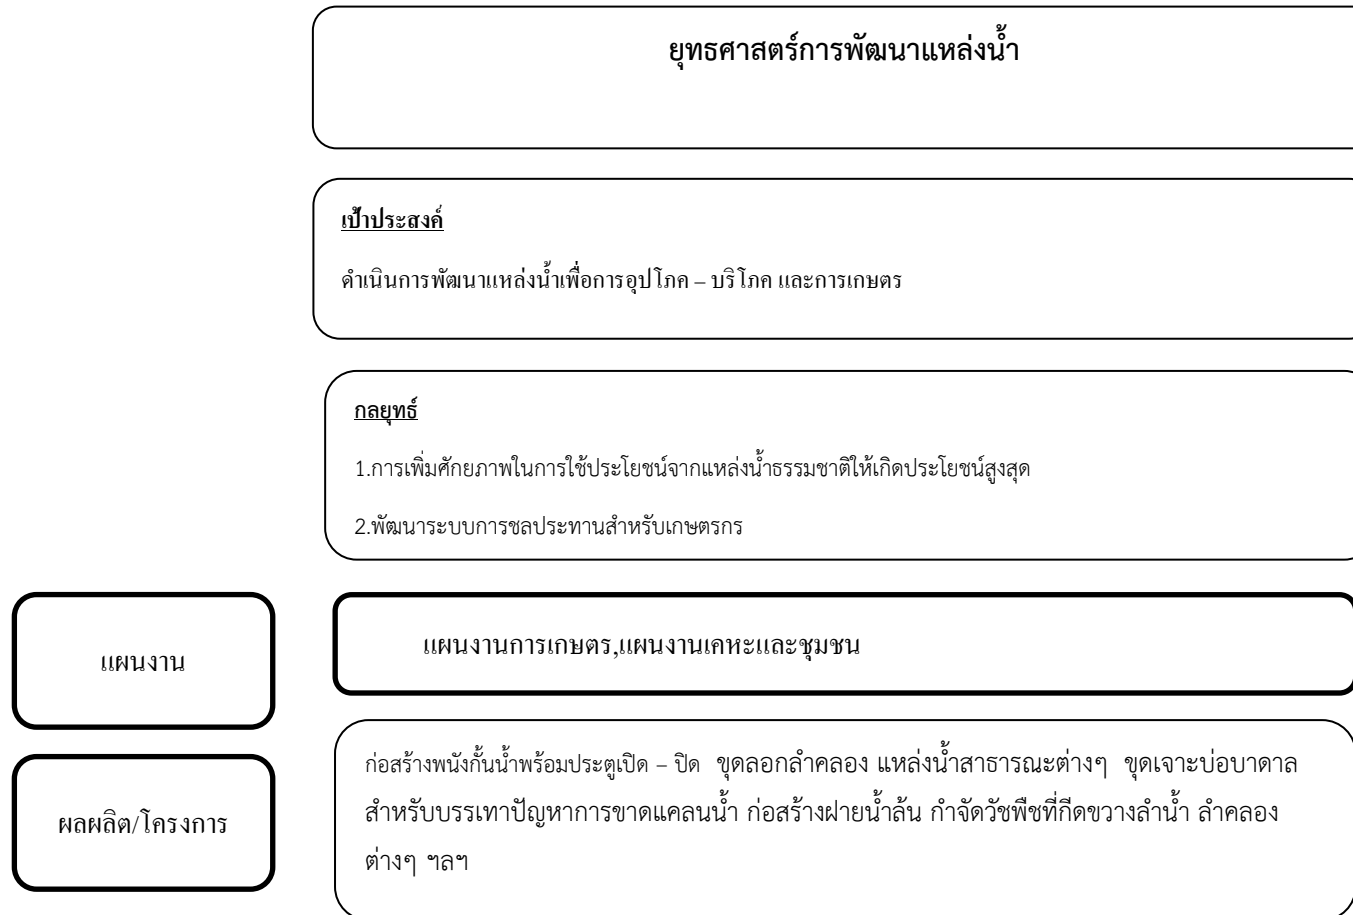 ยุทธศาสตร์การพัฒนาแหล่งน้ำ
เป้าประสงค์
ดำเนินการพัฒนาแหล่งน้ำเพื่อการอุปโภค – บริโภค และการเกษตร
กลยุทธ์
1.การเพิ่มศักยภาพในการใช้ประโยชน์จากแหล่งน้ำธรรมชาติให้เกิดประโยชน์สูงสุด
2.พัฒนาระบบการชลประทานสำหรับเกษตรกร
แผนงาน
แผนงานการเกษตร,แผนงานเคหะและชุมชน
ผลผลิต/โครงการ
ก่อสร้างพนังกั้นน้ำพร้อมประตูเปิด – ปิด ขุดลอกลำคลอง แหล่งน้ำสาธารณะต่างๆ ขุดเจาะบ่อบาดาล
สำหรับบรรเทาปัญหาการขาดแคลนน้ำ ก่อสร้างฝายน้ำล้น กำจัดวัชพืชที่กีดขวางลำน้ำ ลำคลอง
ต่างๆ ฯลฯ